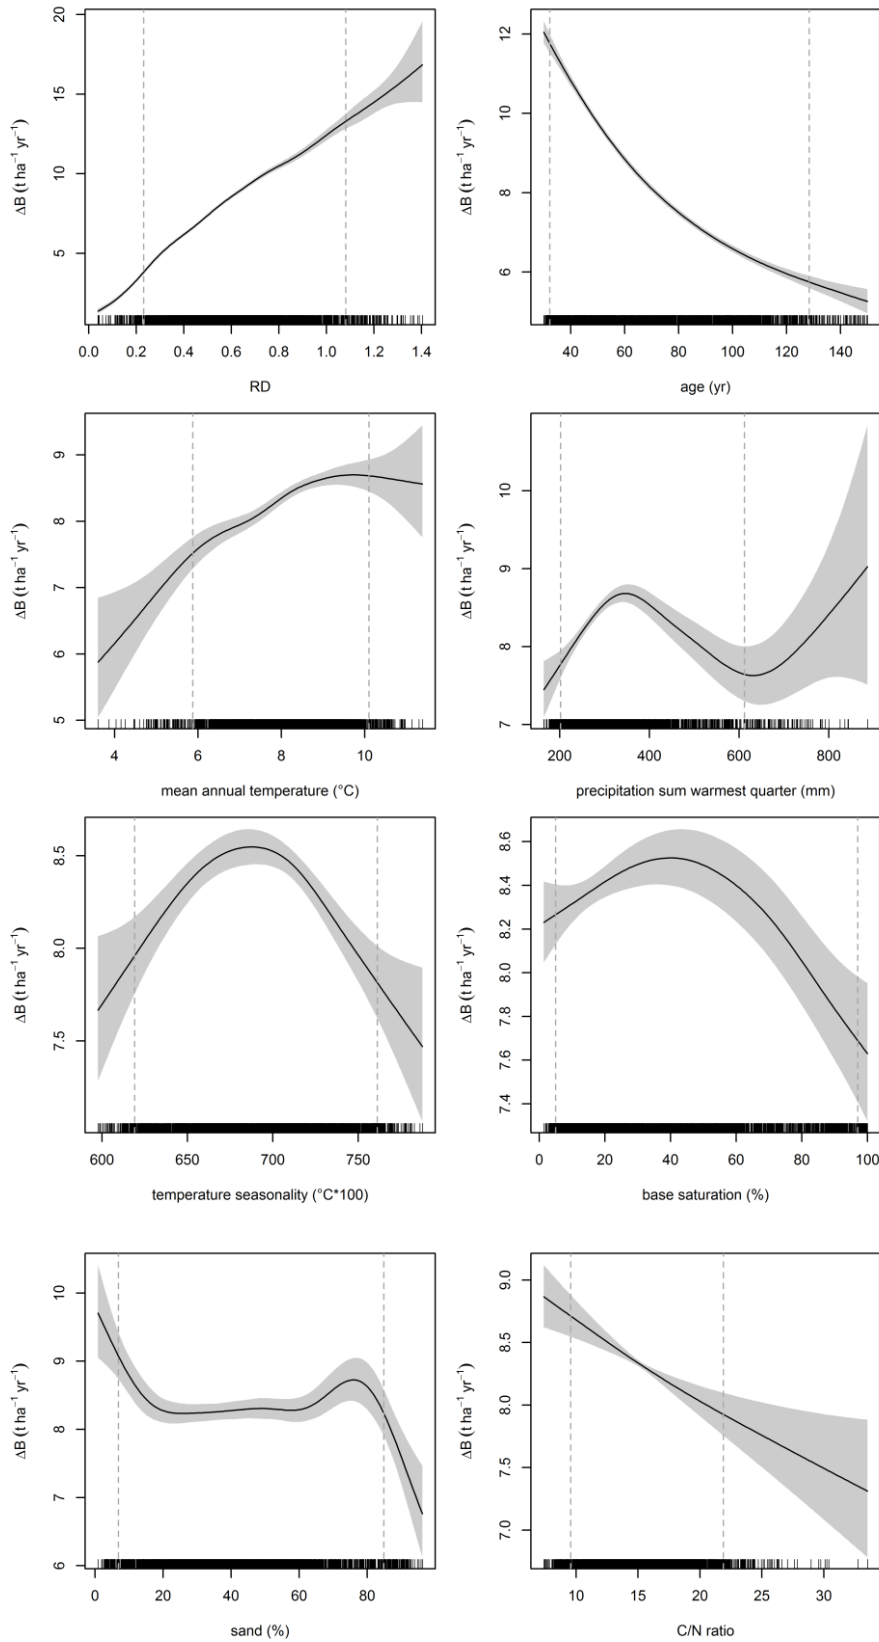 20
15
10
5
ΔB (t ha⁻¹ yr⁻¹)
0.0 0.2 0.4 0.6 0.8 1.0 1.2 1.4
RD
12
10
8
6
ΔB (t ha⁻¹ yr⁻¹)
40 60 80 100 120 140
age (yr)
9
8
7
6
5
ΔB (t ha⁻¹ yr⁻¹)
4 6 8 10
mean annual temperature (°C)
10
9
8
7
ΔB (t ha⁻¹ yr⁻¹)
200 400 600 800
precipitation sum warmest quarter (mm)
8.5
8.0
7.5
ΔB (t ha⁻¹ yr⁻¹)
600 650 700 750
temperature seasonality (°C*100)
8.6
8.4
8.2
8.0
7.8
7.6
7.4
ΔB (t ha⁻¹ yr⁻¹)
0 20 40 60 80 100
base saturation (%)
10
9
8
7
6
ΔB (t ha⁻¹ yr⁻¹)
0 20 40 60 80
sand (%)
9.0
8.5
8.0
7.5
7.0
ΔB (t ha⁻¹ yr⁻¹)
10 15 20 25 30
C/N ratio